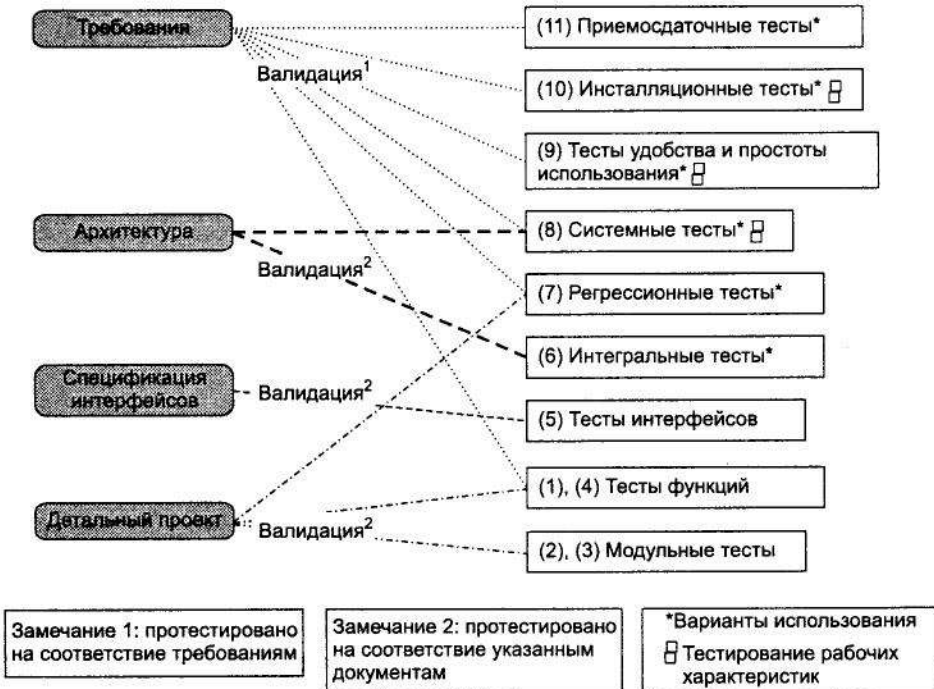 Требования
(11) Приемосдаточные тесты*
Валидация1
(10) Инсталляционные тесты*
(9) Тесты удобства и простоты
использования*
Архитектура
(8) Системные тесты*
Валидация2
(7) Регрессионные тесты*
(6) Интегральные тесты*
Спецификация
интерфейсов
Валидация2
(5) Тесты интерфейсов
(1), (4) Тесты функций
Детальный проект
Валидация2
(2), (3) Модульные тесты
Замечание 1: протестировано
на соответствие требованиям
Замечание 2: протестировано
на соответствие указанным
документам
*Варианты использования
Тестирование рабочих
характеристик